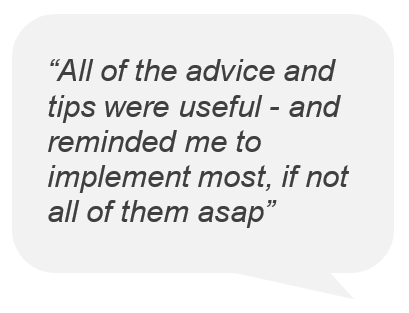 “All of the advice and
tips were useful - and
reminded me to
implement most, if not
all of them asap”